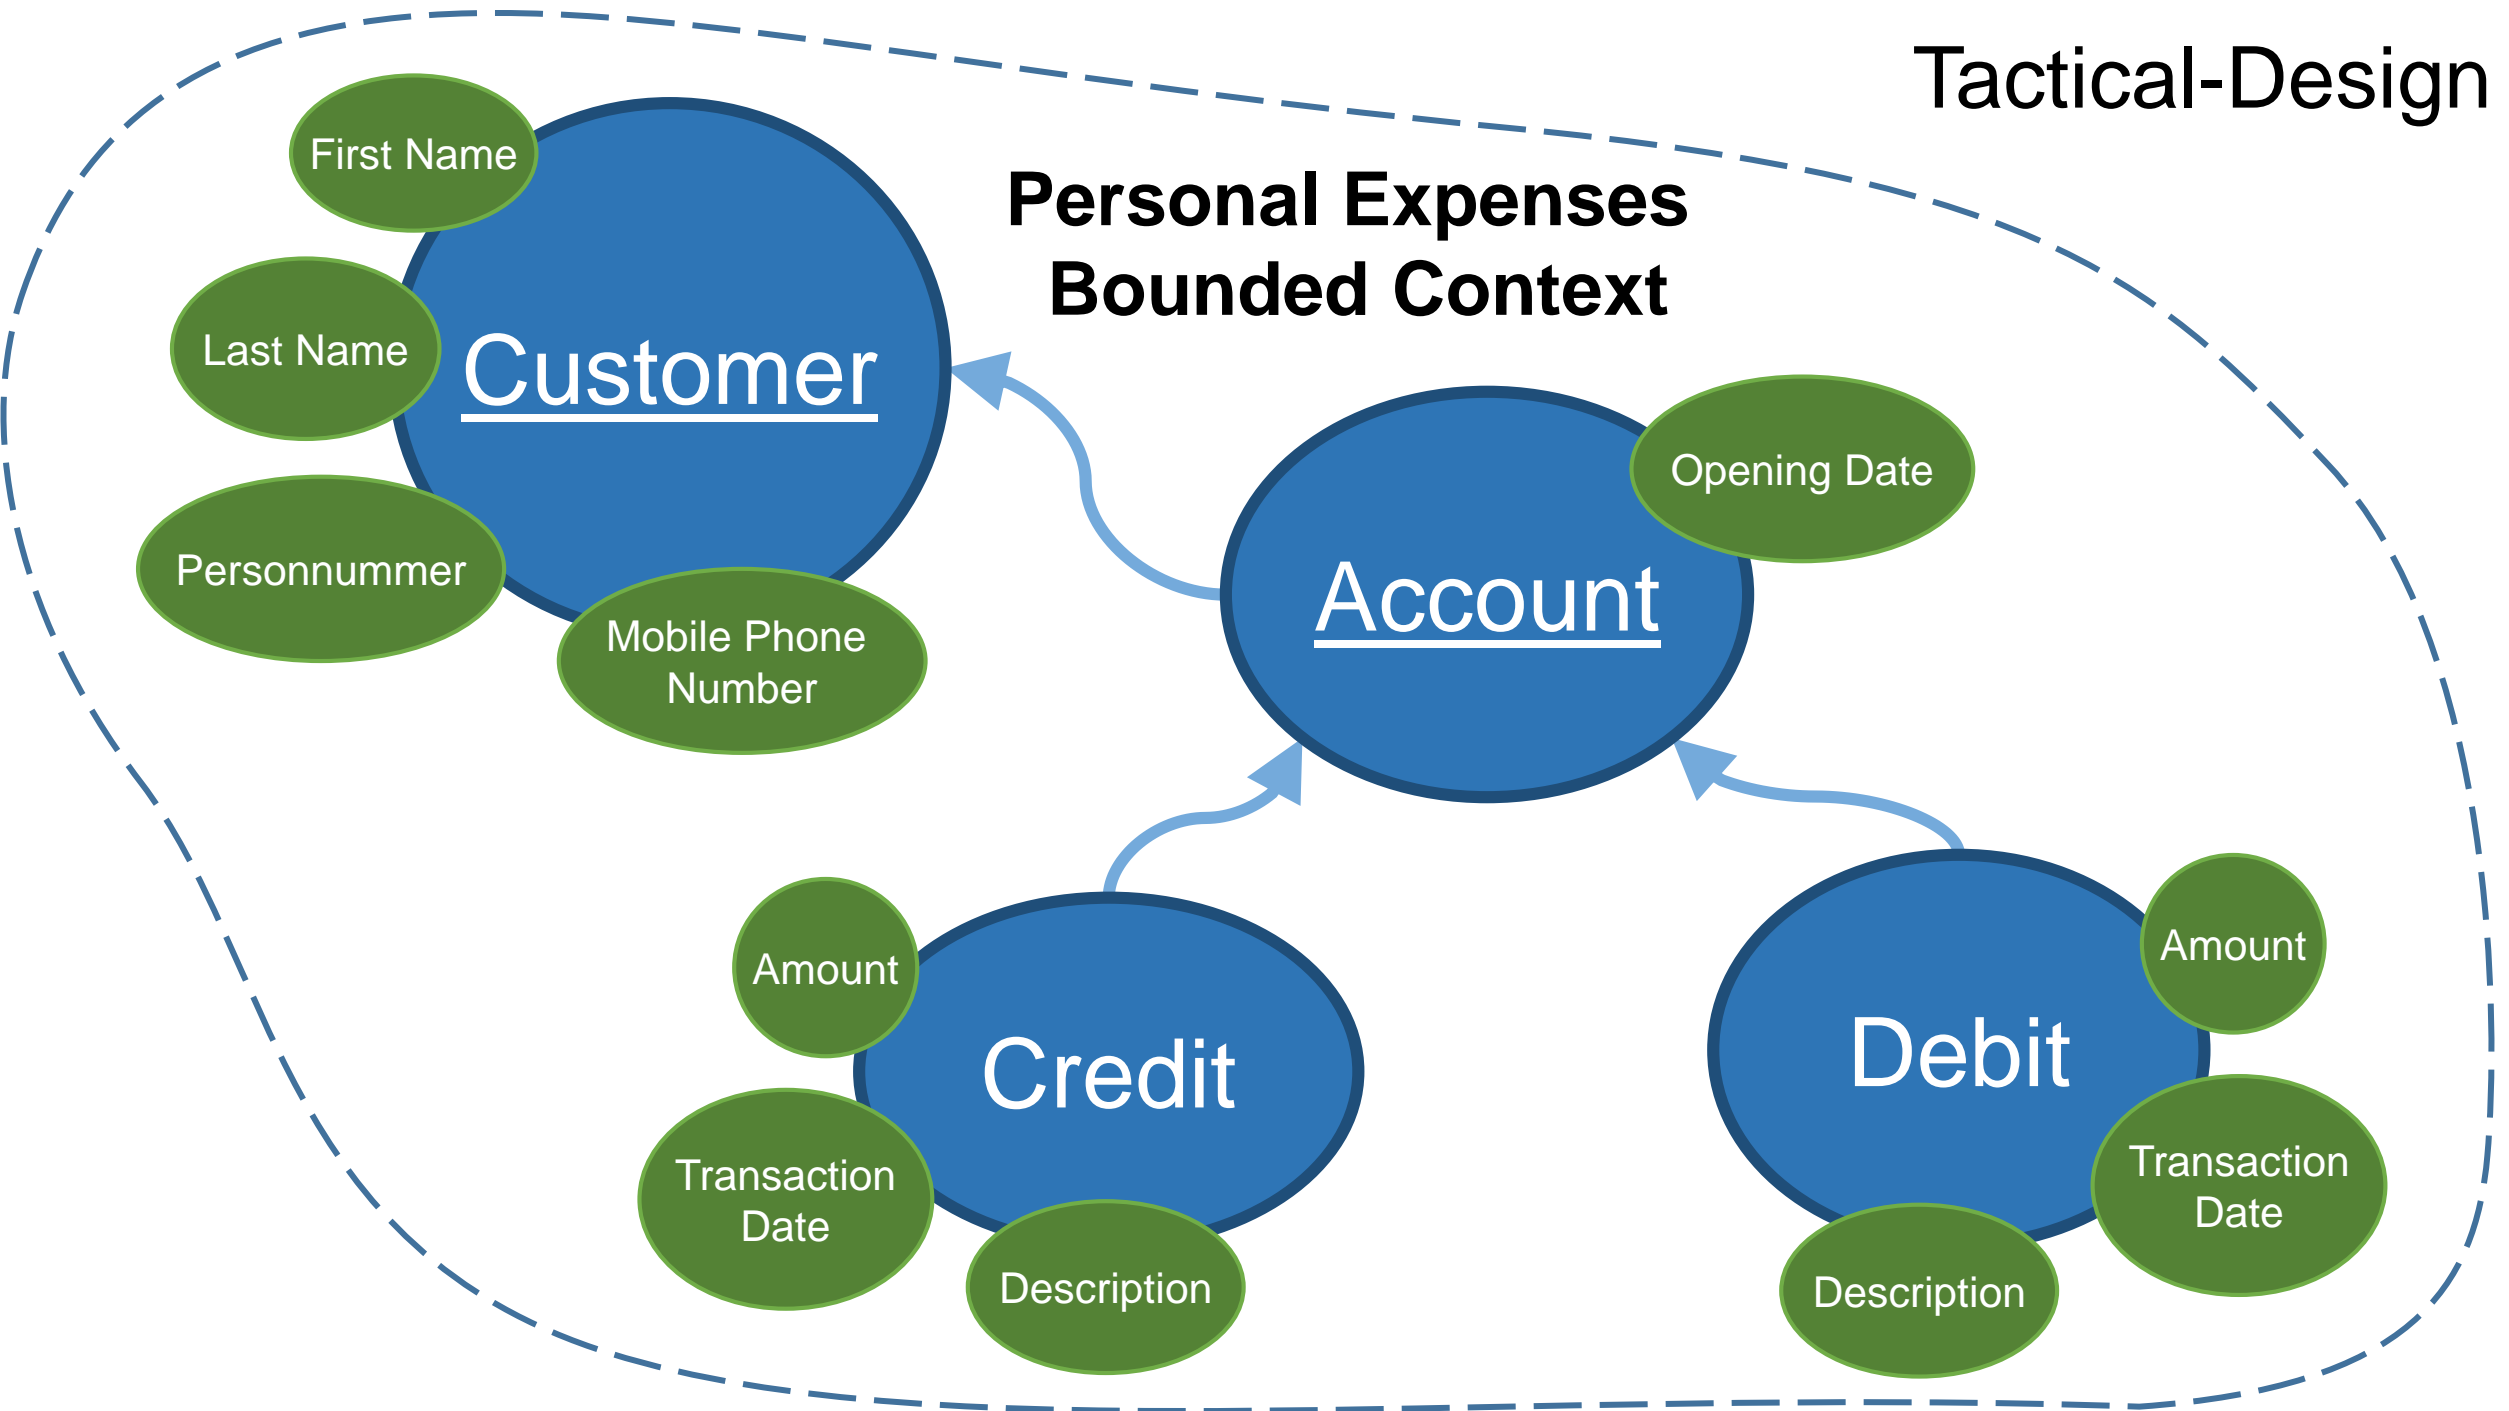 Tactical-Design
Personal Expenses
Bounded Context
First Name
Last Name
Customer
Personnummer
Mobile Phone
Number
Opening Date
Account
Amount
Credit
Transaction
Date
Description
Amount
Debit
Transaction
Date
Description